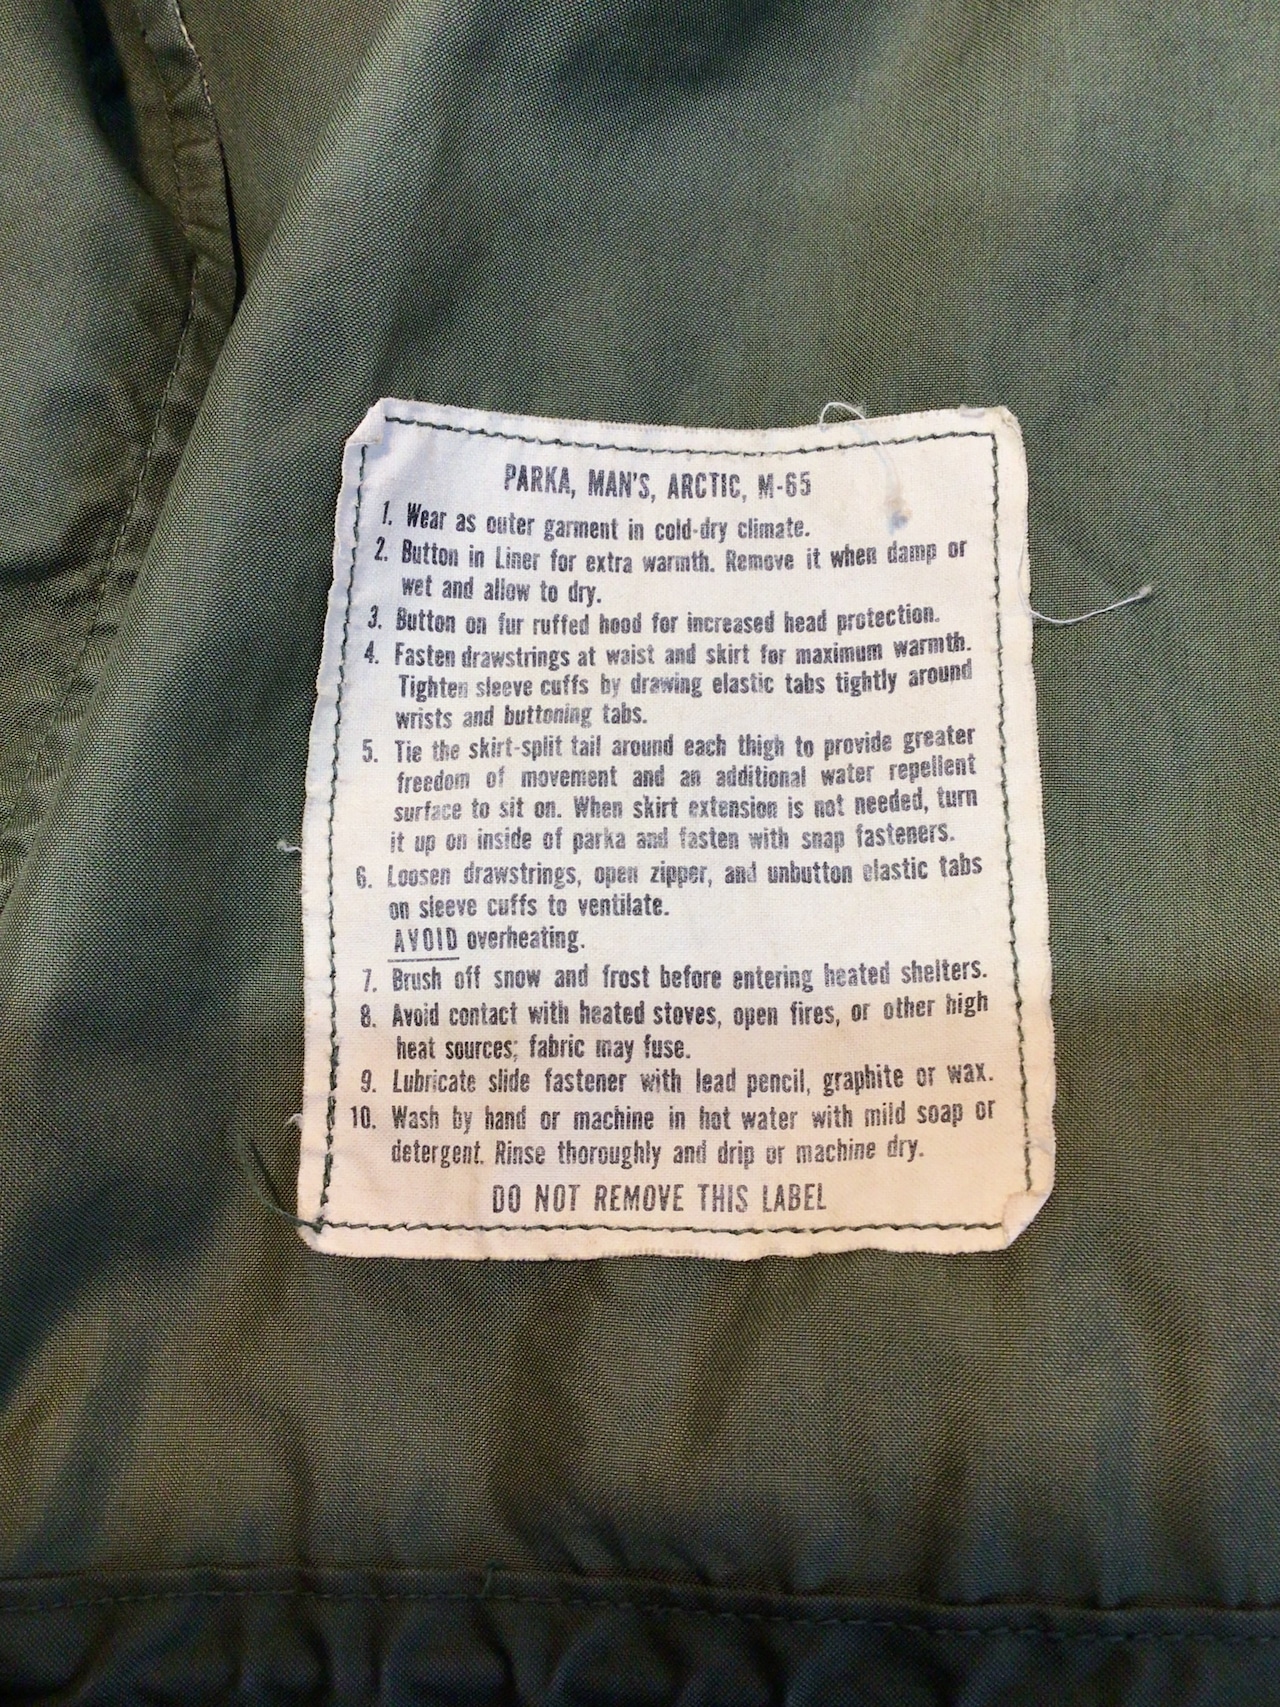 PARKA, MAN'S, ARCTIC, M-65
1. Wear as outer garment in cold-dry climate.
2. Button in Liner for extra warmth. Remove it when damp or
wet and allow to dry.
3. Button on fur ruffed hood for increased head protection.
4. Fasten drawstrings at waist and skirt for maximum warmth.
Tighten sleeve cuffs by drawing elastic tabs tightly around
wrists and buttoning tabs.
5. Tie the skirt-split tail around each thigh to provide greater
freedom of movement and an additional water repellent
surface to sit on. When skirt extension is not needed, turn
it up on inside of parka and fasten with snap fasteners.
6. Loosen drawstrings, open zipper, and unbutton elastic tabs
on sleeve cuffs to ventilate.
AVOID overheating.
7. Brush off snow and frost before entering heated shelters.
8. Avoid contact with heated stoves, open fires, or other high
heat sources; fabric may fuse.
9. Lubricate slide fastener with lead pencil, graphite or wax.
10. Wash by hand or machine in hot water with mild soap or
detergent. Rinse thoroughly and drip or machine dry.
DO NOT REMOVE THIS LABEL